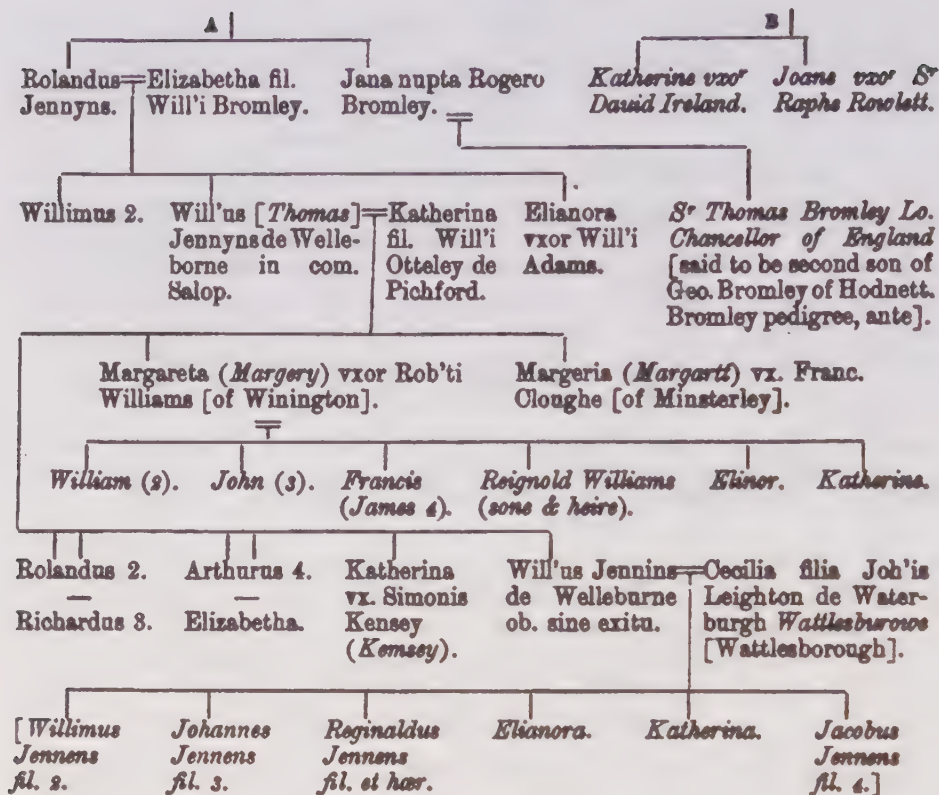 A
B
Rolandus Elizabetha fil. Jana nupta Rogero Katherine vxoʳ Joane vxoʳ Sʳ
Jennyns. Will'i Bromley. Bromley. Dauid Ireland. Raphe Rowlett.
Willimus 2. Will'us [Thomas] Katherina Elianora Sʳ Thomas Bromley Lo.
Jennyns de Welle- fil. Will'i vxor Will'i Chancellor of England
borne in com. Otteley de Adams. [said to be second son of
Salop. Pichford. Geo. Bromley of Hodnett.
Bromley pedigree, ante].
Margareta (Margery) vxor Rob'ti Margeria (Margartt) vx. Franc.
Williams [of Winington]. Cloughe [of Minsterley].
William (2). John (3). Francis Reignold Williams Elinor. Katherine.
(James 4). (sone & heire).
Rolandus 2. Arthurus 4. Katherina Will'us Jennins Cecilia filia Joh'is
— — vx. Simonis de Welleburne Leighton de Water-
Richardus 3. Elizabetha. Kensey ob. sine exitu. burgh Wattlesburowe
(Kemsey). [Wattlesborough].
[Willimus Johannes Reginaldus Elianora. Katherina. Jacobus
Jennens Jennens Jennens Jennens
fil. 2. fil. 3. fil. et hær. fil. 4.]